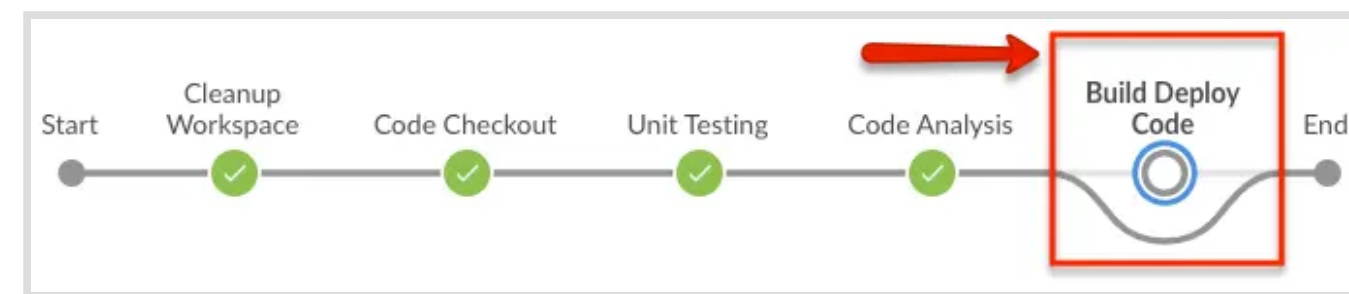 Start
Cleanup
Workspace
Code Checkout
Unit Testing
Code Analysis
Build Deploy
Code
End